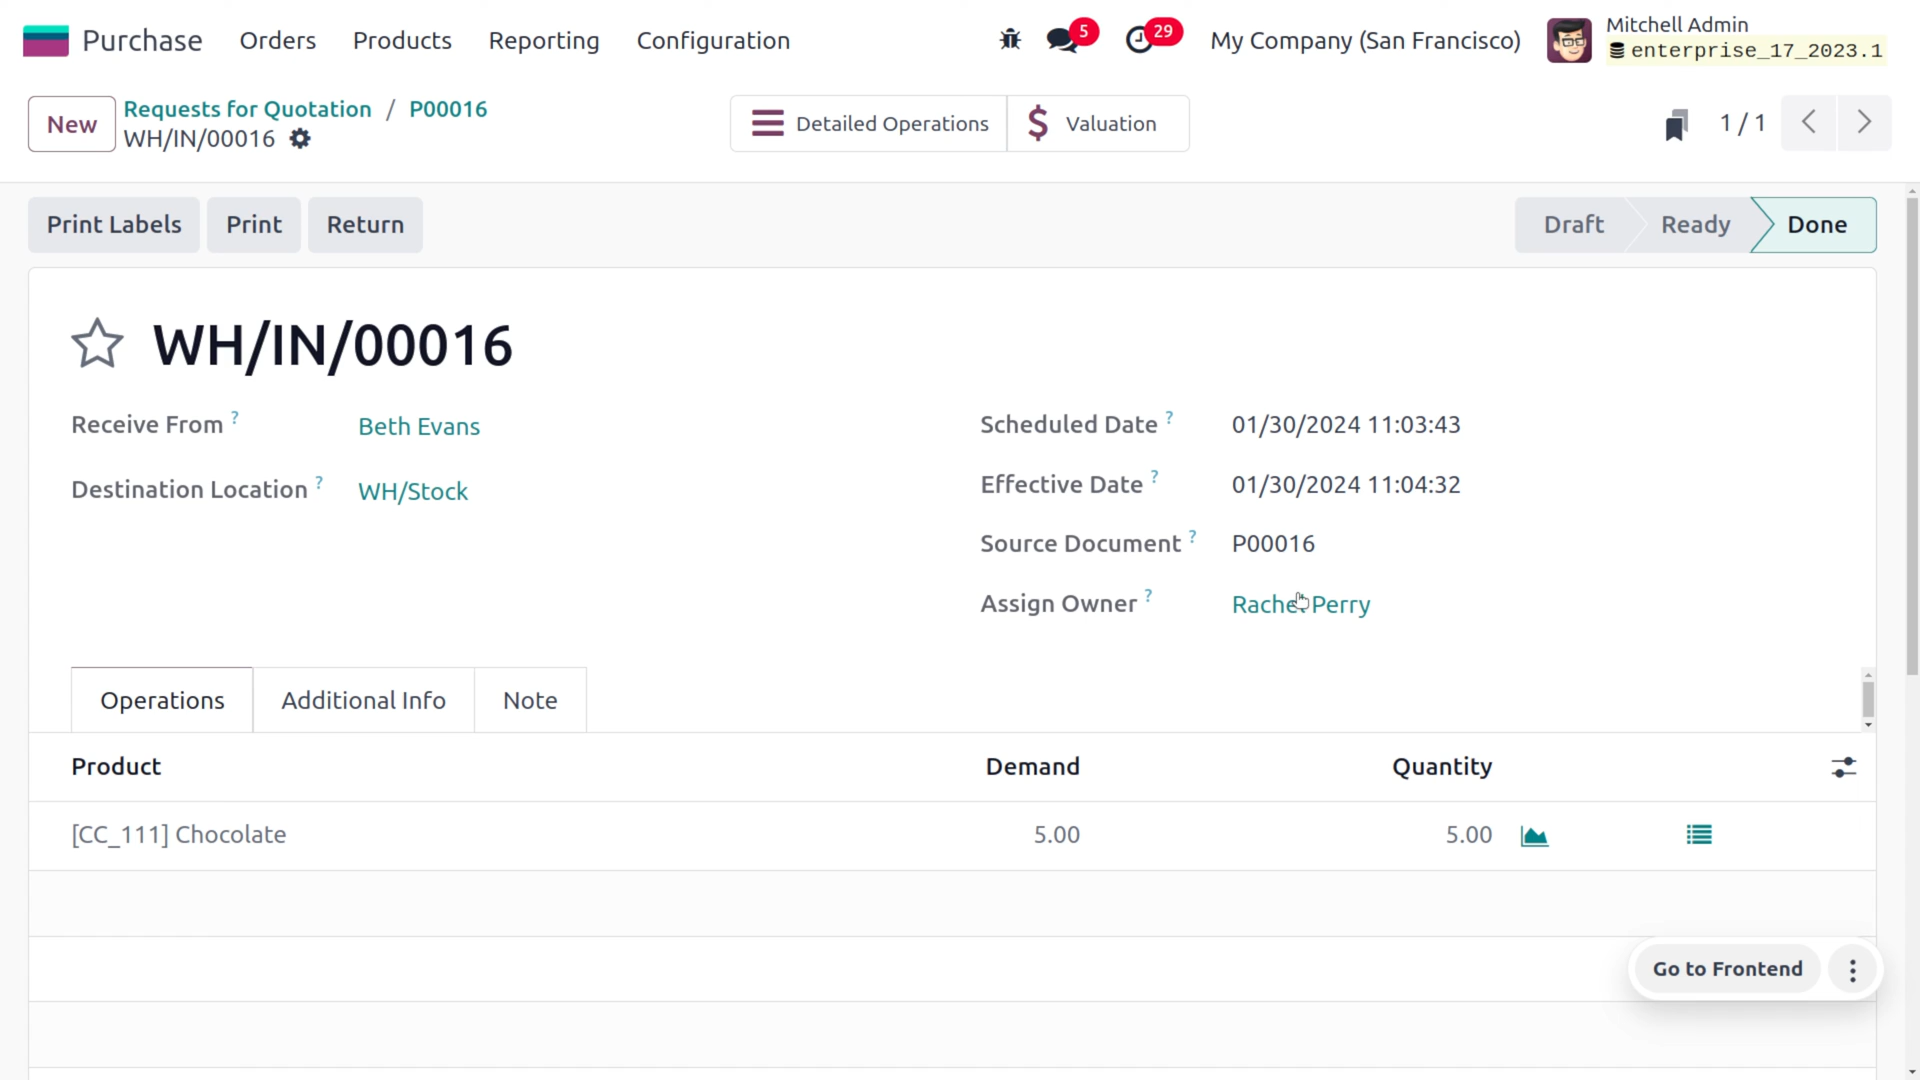 Purchase Orders Products Reporting Configuration 5 29 My Company (San Francisco) Mitchell Admin
enterprise_17_2023.1
New Requests for Quotation / P00016
WH/IN/00016
Detailed Operations $ Valuation
1 / 1
Print Labels Print Return Draft Ready Done
WH/IN/00016
Receive From ? Beth Evans
Destination Location ? WH/Stock
Scheduled Date ? 01/30/2024 11:03:43
Effective Date ? 01/30/2024 11:04:32
Source Document ? P00016
Assign Owner ? Rachel Perry
Operations Additional Info Note
Product Demand Quantity
[CC_111] Chocolate 5.00 5.00
Go to Frontend